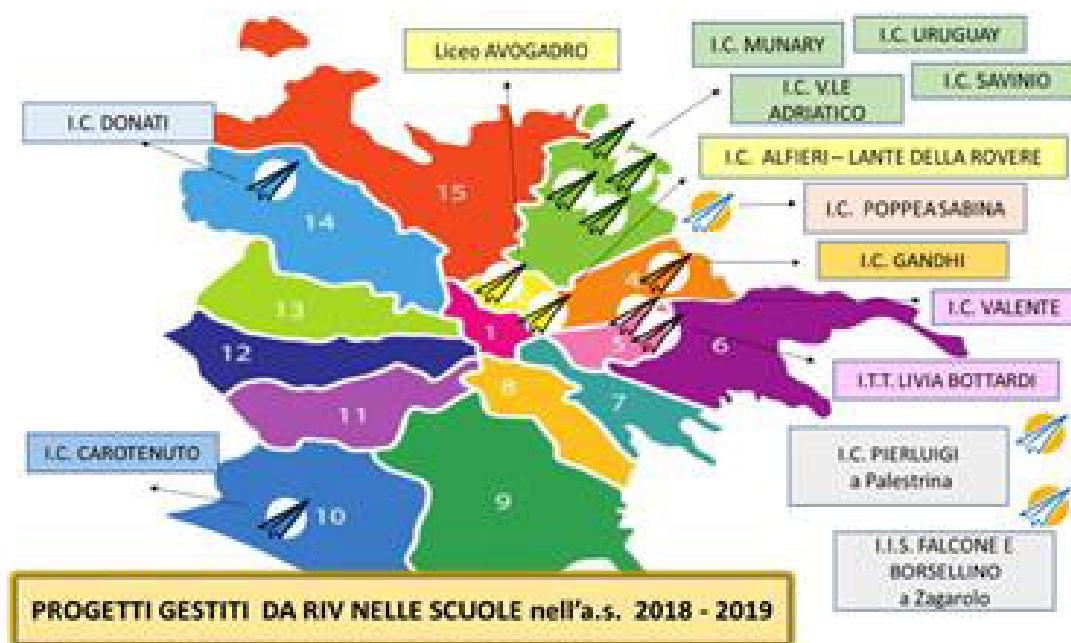 Liceo AVOGADRO
I.C. MUNARY
I.C. URUGUAY
I.C. V.LE
ADRIATICO
I.C. SAVINIO
I.C. DONATI
I.C. ALFIERI – LANTE DELLA ROVERE
I.C. POPPEA SABINA
I.C. GANDHI
I.C. VALENTE
I.T.T. LIVIA BOTTARDI
I.C. PIERLUIGI
a Palestrina
I.I.S. FALCONE E
BORSELLINO
a Zagarolo
I.C. CAROTENUTO
15
14
13
1
5
6
12
8
7
11
9
10
PROGETTI GESTITI DA RIV NELLE SCUOLE nell'a.s. 2018 - 2019